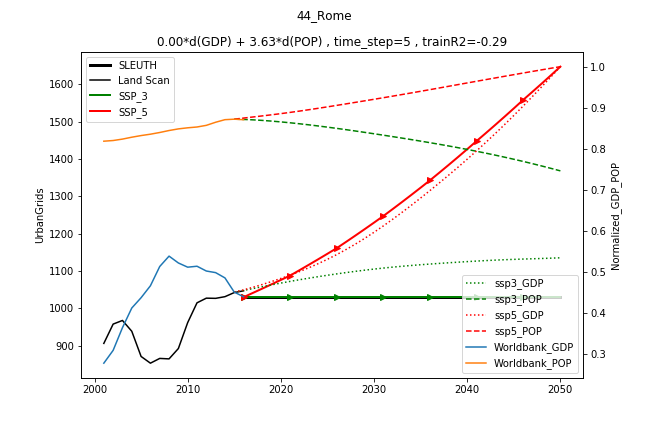 44_Rome
0.00*d(GDP) + 3.63*d(POP) , time_step=5 , trainR2=-0.29
SLEUTH
Land Scan
SSP_3
SSP_5
1600
1500
1400
1300
1200
1100
1000
900
UrbanGrids
1.0
0.9
0.8
0.7
0.6
0.5
0.4
0.3
Normalized_GDP_POP
ssp3_GDP
ssp3_POP
ssp5_GDP
ssp5_POP
Worldbank_GDP
Worldbank_POP
2000
2010
2020
2030
2040
2050